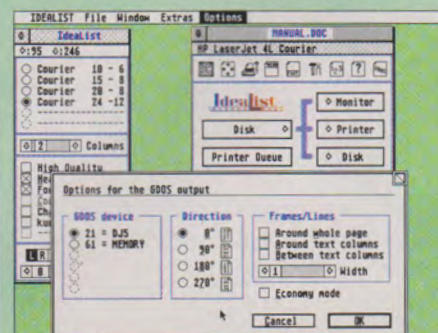 IDEALIST File Window Extras Options
IdeaList
◊:95 ◊:246
Courier 10 - 6
Courier 15 - 8
Courier 20 - 8
Courier 24 -12
2 Columns
High Quality
MANUAL.DOC
HP LaserJet 4L Courier
IdeaList
Disk
Printer Queue
Monitor
Printer
Disk
Options for the GDOS output
GDOS device
21 = DJ5
61 = MEMORY
Direction
0°
90°
180°
270°
Frames/Lines
Around whole page
Around text columns
Between text columns
1 Width
Economy mode
Cancel OK